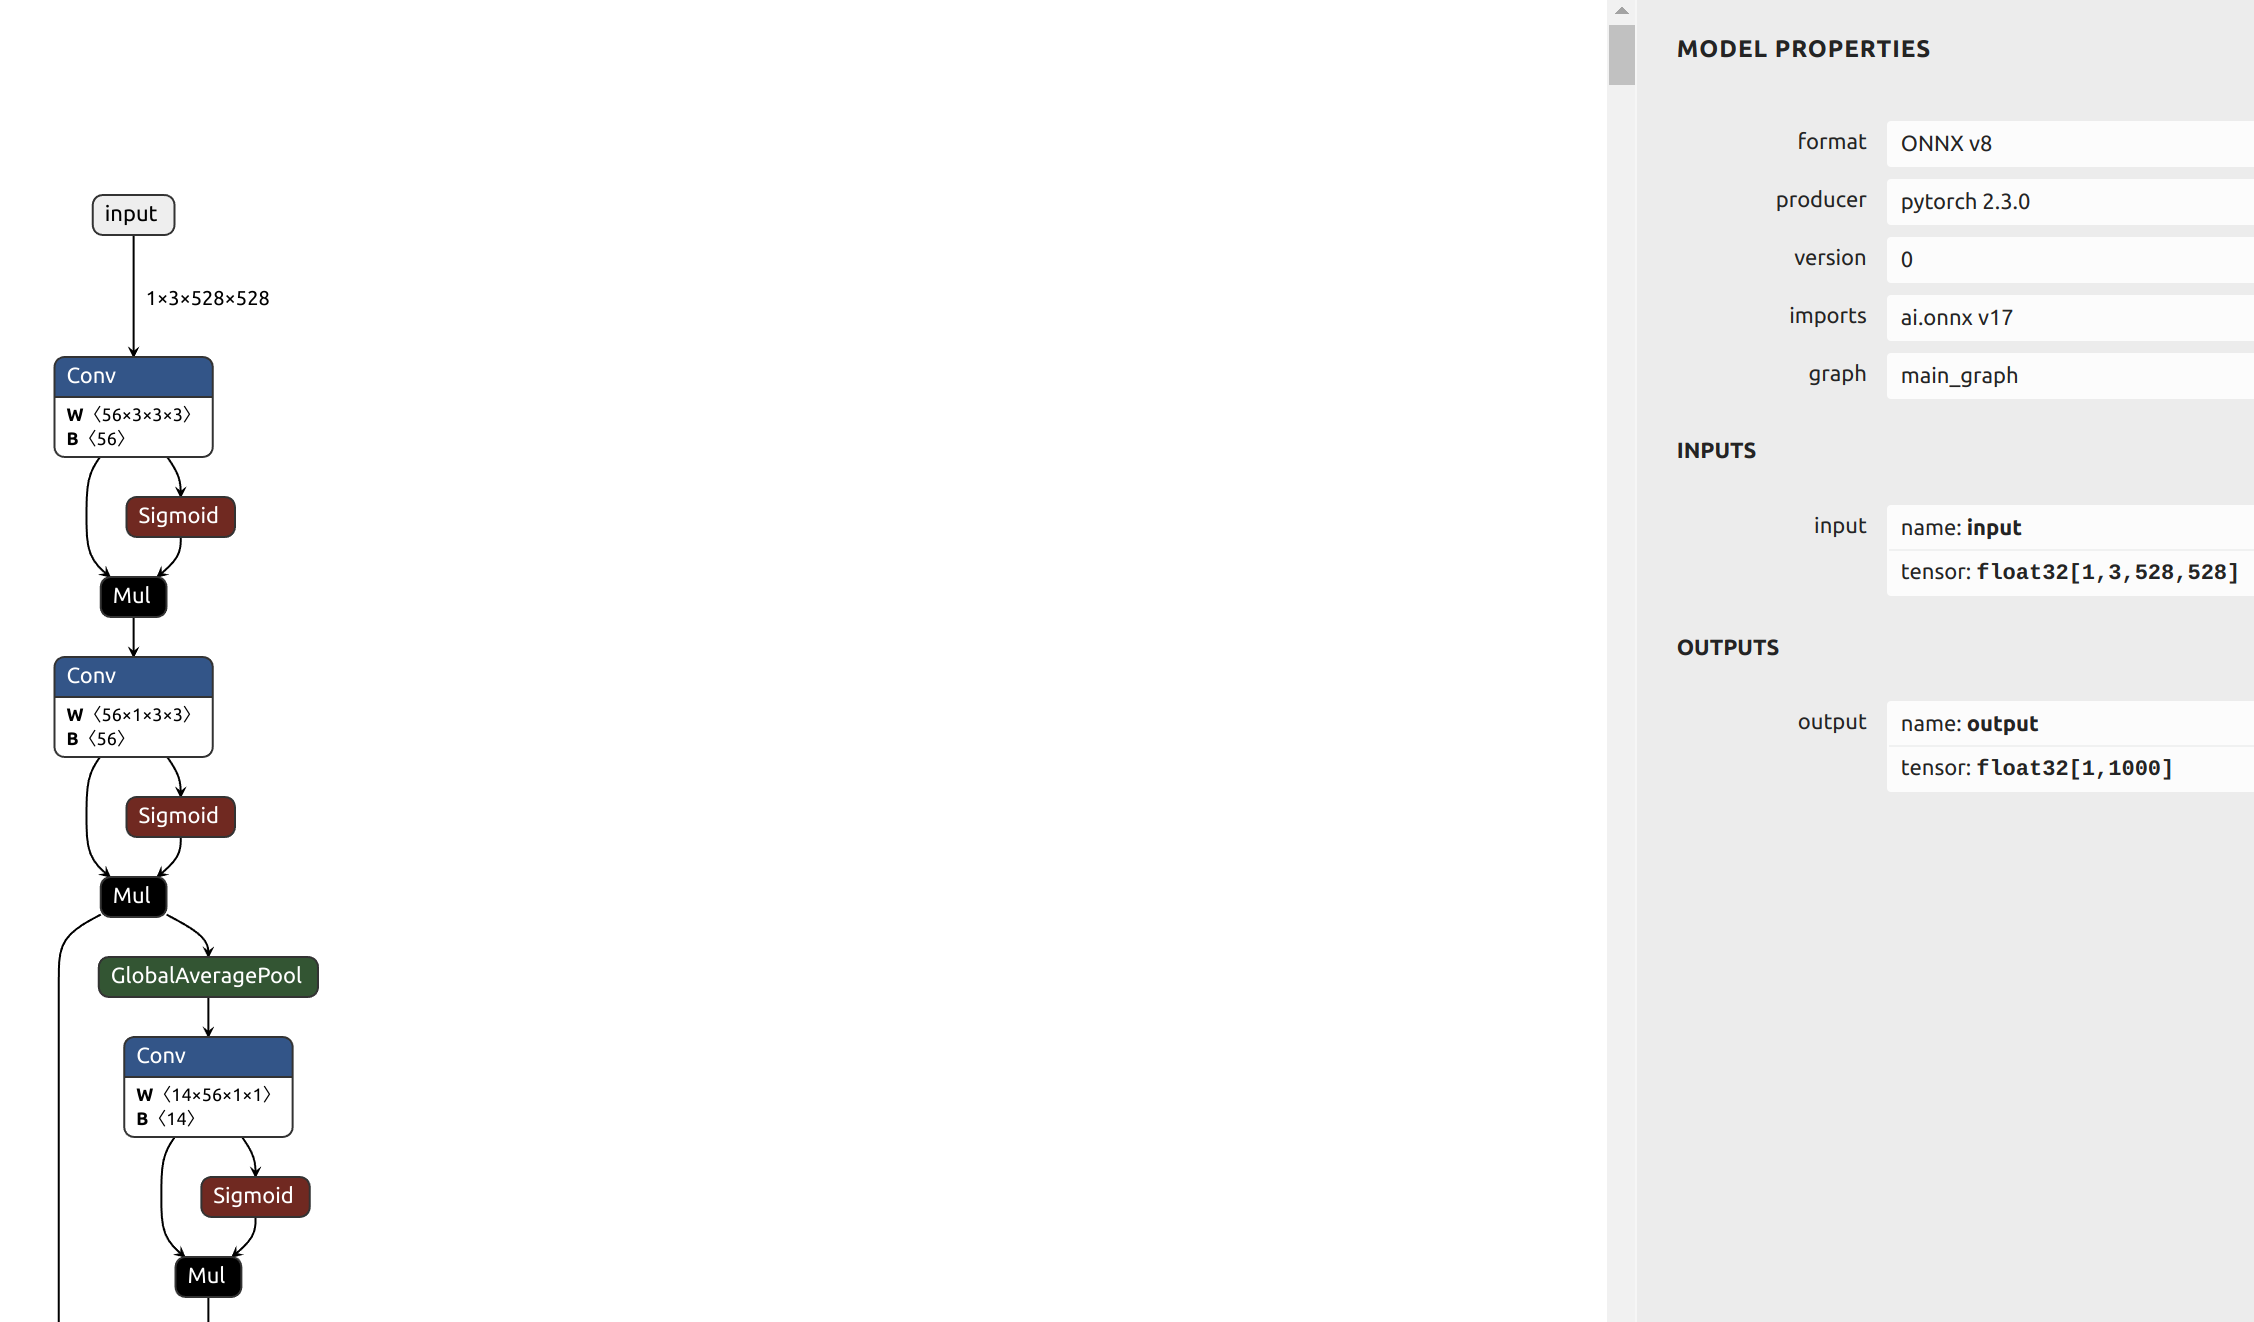 input
1×3×528×528
Conv
W 〈56×3×3×3〉
B 〈56〉
Sigmoid
Mul
Conv
W 〈56×1×3×3〉
B 〈56〉
Sigmoid
Mul
GlobalAveragePool
Conv
W 〈14×56×1×1〉
B 〈14〉
Sigmoid
Mul
MODEL PROPERTIES
format ONNX v8
producer pytorch 2.3.0
version 0
imports ai.onnx v17
graph main_graph
INPUTS
input name: input
tensor: float32[1,3,528,528]
OUTPUTS
output name: output
tensor: float32[1,1000]